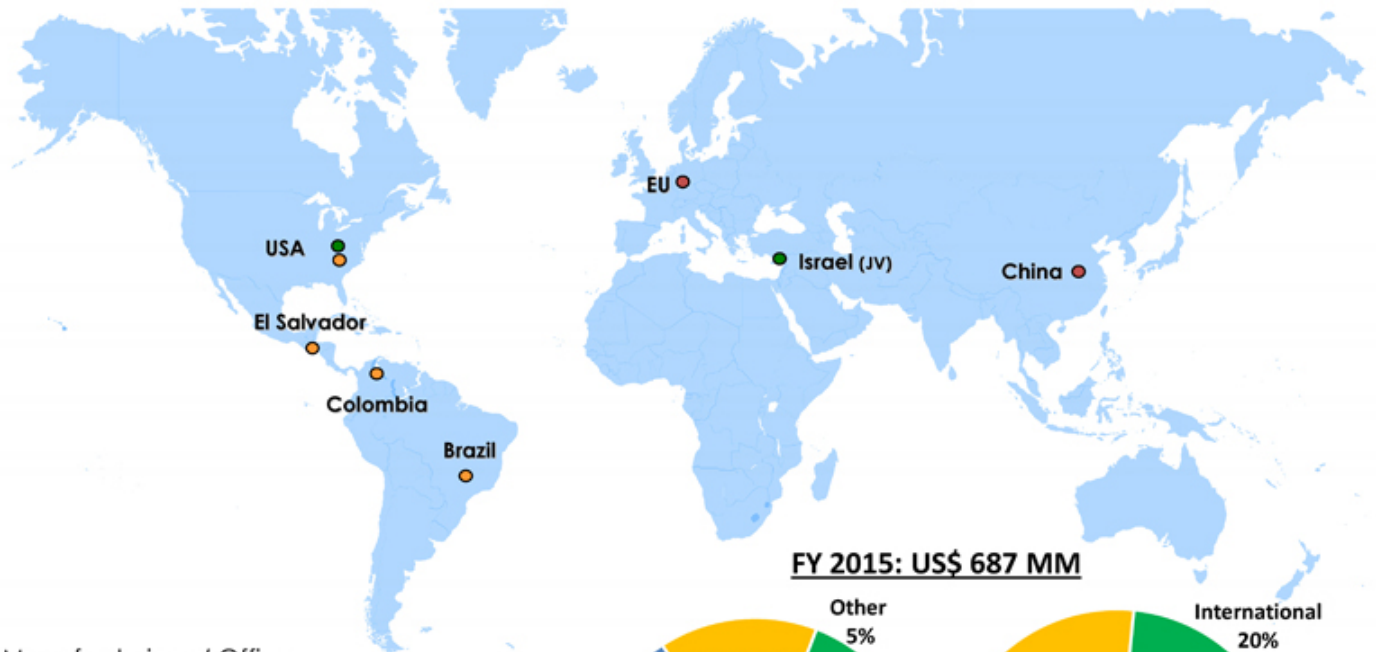 EU
USA
Israel (JV)
China
El Salvador
Colombia
Brazil
FY 2015: US$ 687 MM
Other
5%
International
20%